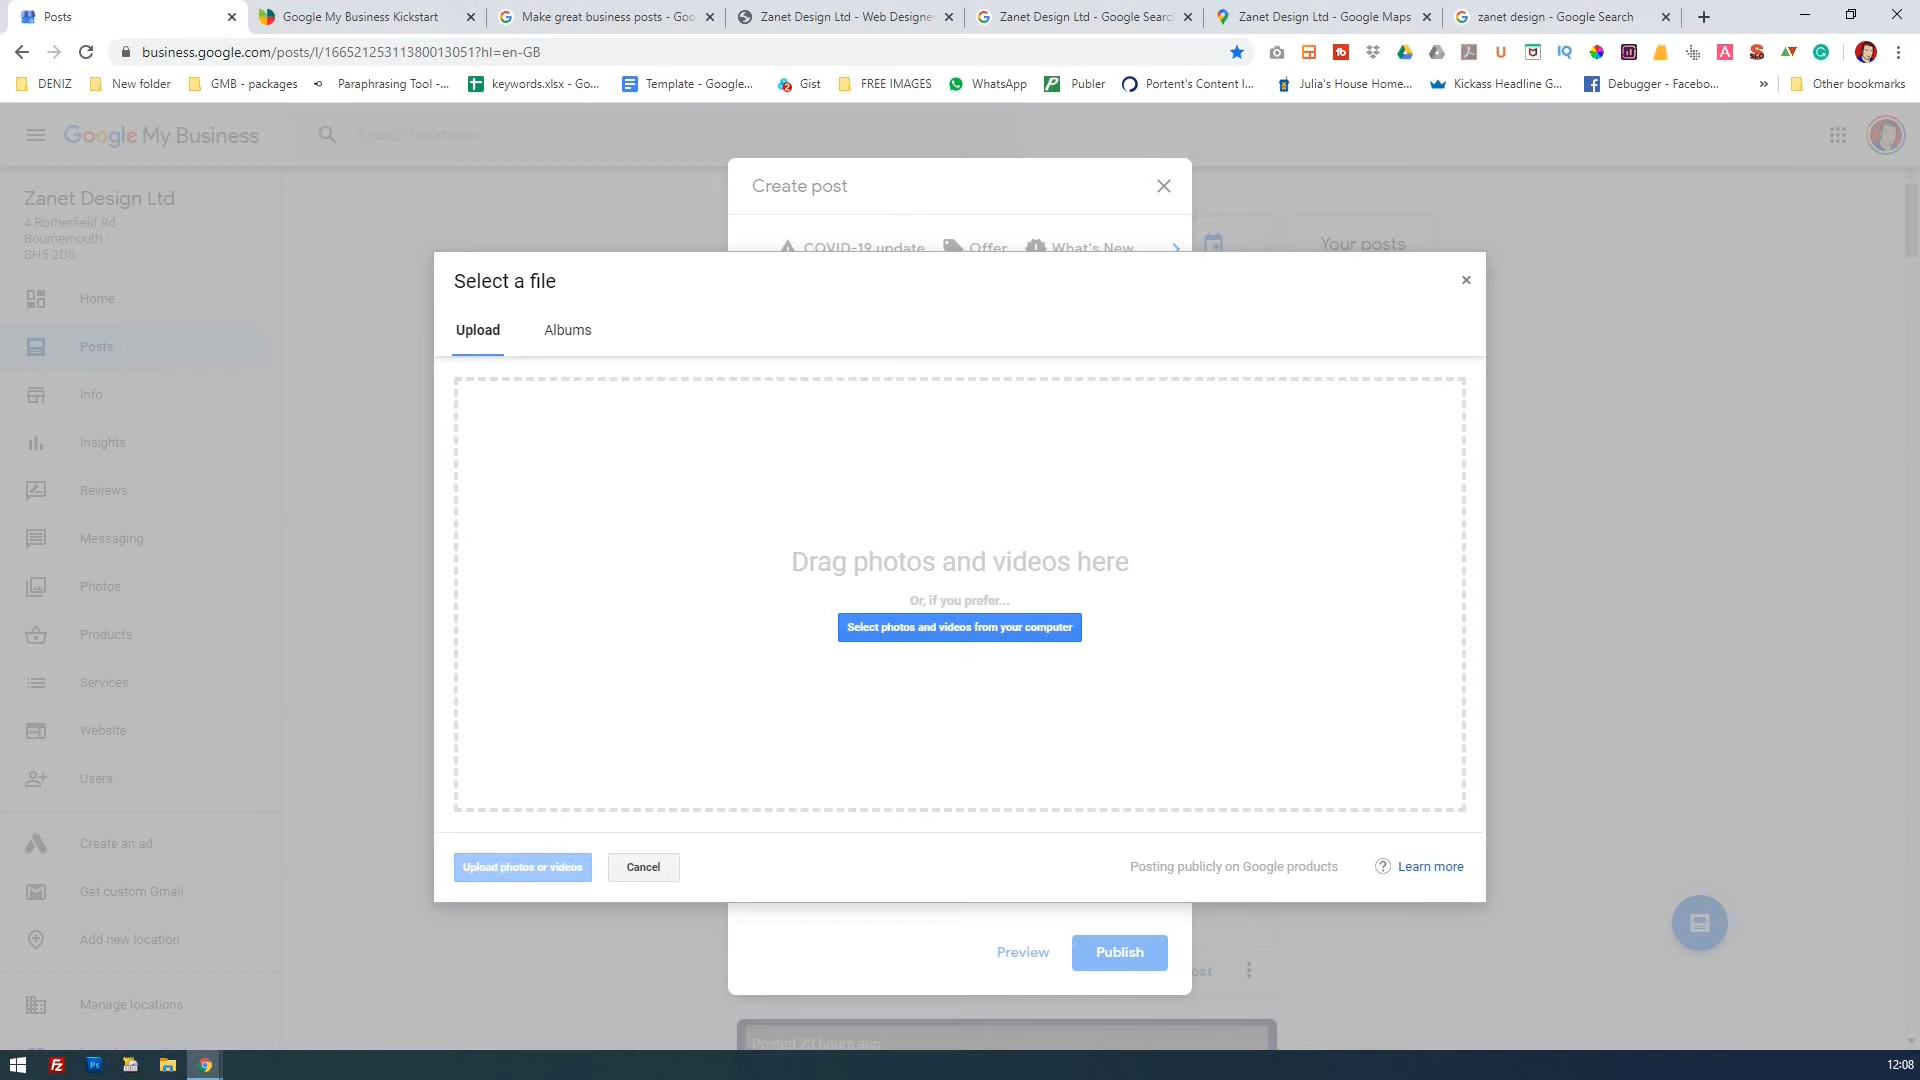 Posts
Google My Business Kickstart
Make great business posts - Goo
Zanet Design Ltd - Web Designer
Zanet Design Ltd - Google Searc
Zanet Design Ltd - Google Maps
zanet design - Google Search
business.google.com/posts/l/16652125311380013051?hl=en-GB
DENIZ
New folder
GMB - packages
Paraphrasing Tool -...
keywords.xlsx - Go...
Template - Google...
Gist
FREE IMAGES
WhatsApp
Publer
Portent's Content I...
Julia's House Home...
Kickass Headline G...
Debugger - Facebo...
Other bookmarks
Google My Business
Zanet Design Ltd
4 Rotherfield Rd
Bournemouth
BH5 2DS
Home
Posts
Info
Insights
Reviews
Messaging
Photos
Products
Services
Website
Users
Create an ad
Get custom Gmail
Add new location
Manage locations
Create post
COVID-19 update
Offer
What's New
Your posts
Select a file
Upload
Albums
Drag photos and videos here
Or, if you prefer...
Select photos and videos from your computer
Upload photos or videos
Cancel
Posting publicly on Google products
Learn more
Preview
Publish
ost
Posted 23 hours ago
12:08